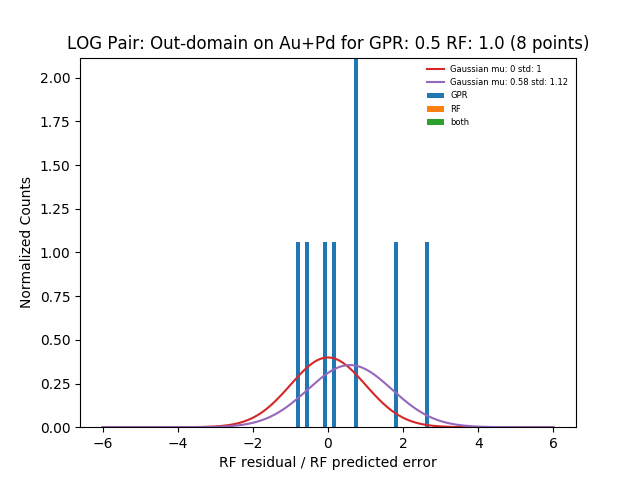 LOG Pair: Out-domain on Au+Pd for GPR: 0.5 RF: 1.0 (8 points)
Normalized Counts
2.00
1.75
1.50
1.25
1.00
0.75
0.50
0.25
0.00
Gaussian mu: 0 std: 1
Gaussian mu: 0.58 std: 1.12
GPR
RF
both
−6
−4
−2
0
2
4
6
RF residual / RF predicted error